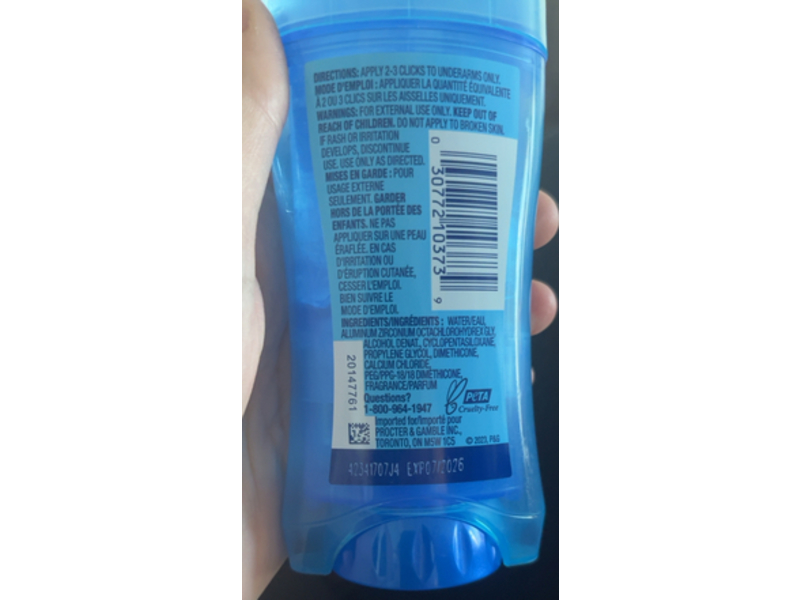 DIRECTIONS: APPLY 2-3 CLICKS TO UNDERARMS ONLY.
MODE D'EMPLOI : APPLIQUER LA QUANTITÉ ÉQUIVALENTE
À 2 OU 3 CLICS SUR LES AISSELLES UNIQUEMENT.
WARNINGS: FOR EXTERNAL USE ONLY. KEEP OUT OF
REACH OF CHILDREN. DO NOT APPLY TO BROKEN SKIN.
IF RASH OR IRRITATION
DEVELOPS, DISCONTINUE
USE. USE ONLY AS DIRECTED.
MISES EN GARDE : POUR
USAGE EXTERNE
SEULEMENT. GARDER
HORS DE LA PORTÉE DES
ENFANTS. NE PAS
APPLIQUER SUR UNE PEAU
ÉRAFLÉE. EN CAS
D'IRRITATION OU
D'ÉRUPTION CUTANÉE,
CESSER L'EMPLOI.
BIEN SUIVRE LE
MODE D'EMPLOI.
0 30772 10373 9
INGREDIENTS/INGRÉDIENTS : WATER/EAU,
ALUMINUM ZIRCONIUM OCTACHLOROHYDREX GLY,
ALCOHOL DENAT., CYCLOPENTASILOXANE,
PROPYLENE GLYCOL, DIMETHICONE,
CALCIUM CHLORIDE,
PEG/PPG-18/18 DIMETHICONE,
FRAGRANCE/PARFUM
20147761
Questions?
1-800-964-1947
PETA
Cruelty-Free
Imported for/Importé pour
PROCTER & GAMBLE INC.,
TORONTO, ON M5W 1C5
© 2023, P&G
42341707J4 EXP07/2026